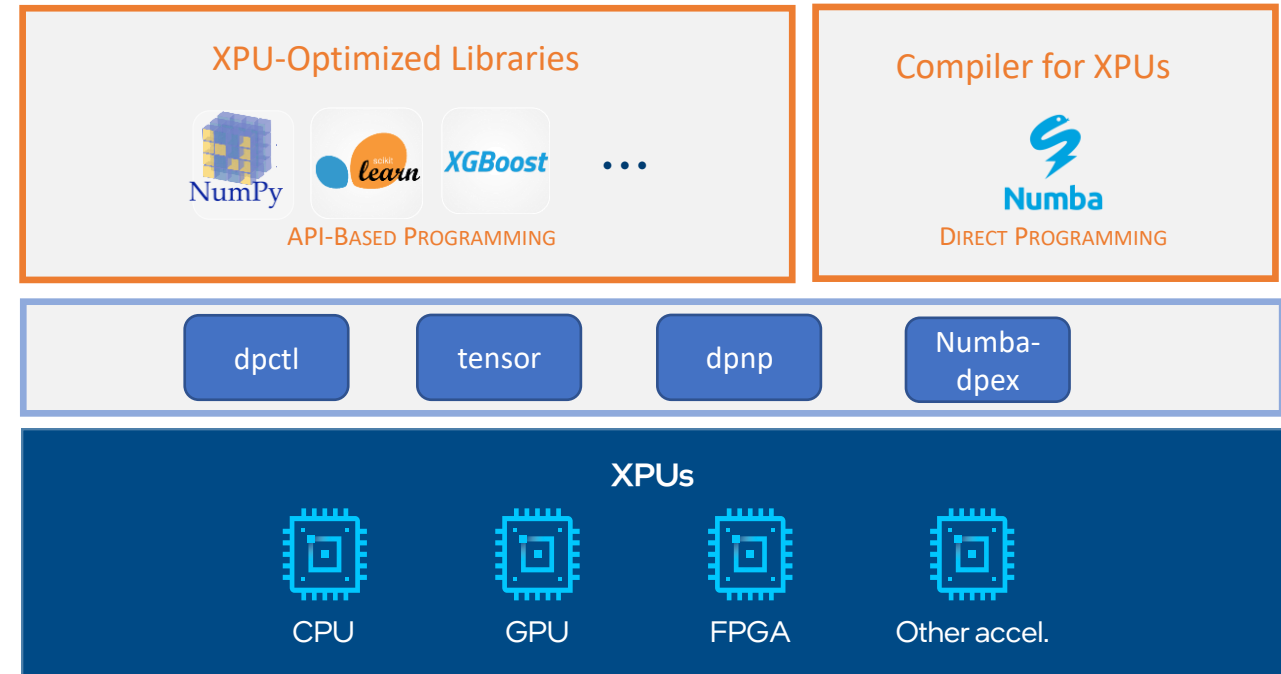 XPU-Optimized Libraries
NumPy
scikit
learn
XGBoost
...
API-BASED PROGRAMMING
Compiler for XPUs
Numba
DIRECT PROGRAMMING
dpctl
tensor
dpnp
Numba-
dpex
XPUs
CPU
GPU
FPGA
Other accel.